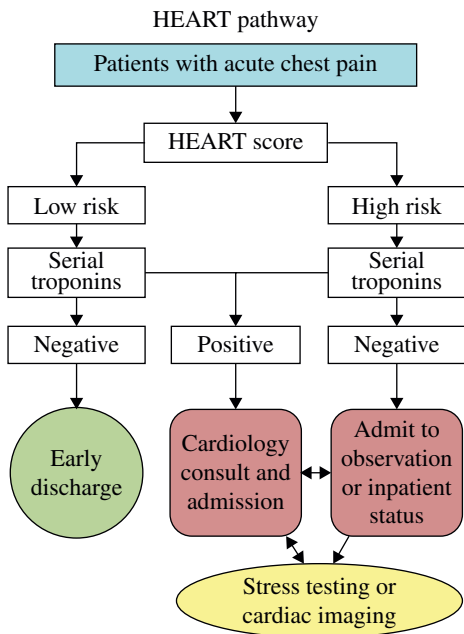 HEART pathway
Patients with acute chest pain
HEART score
Low risk
High risk
Serial
troponins
Serial
troponins
Negative
Positive
Negative
Early
discharge
Cardiology
consult and
admission
Admit to
observation
or inpatient
status
Stress testing or
cardiac imaging